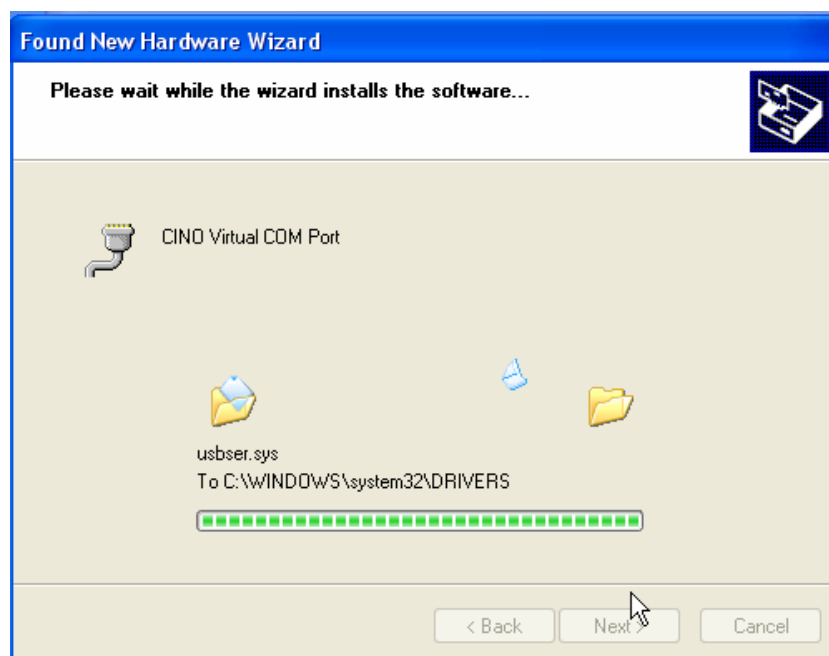 Found New Hardware Wizard
Please wait while the wizard installs the software...
CINO Virtual COM Port
usbser.sys
To C:\WINDOWS\system32\DRIVERS
< Back Next > Cancel